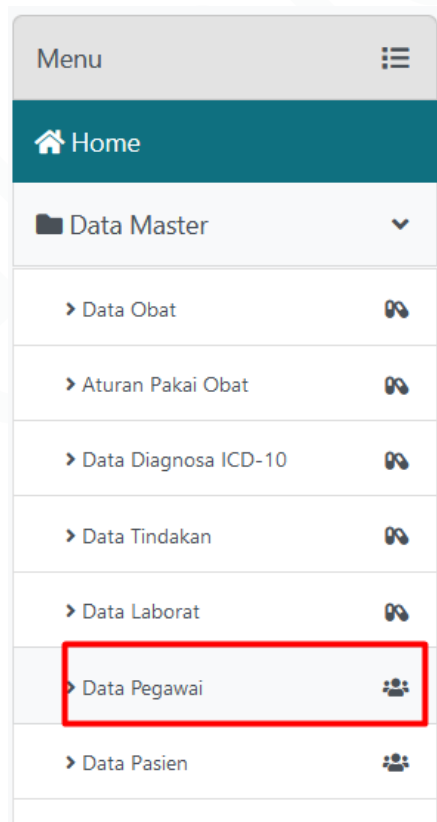 Menu
Home
Data Master
Data Obat
Aturan Pakai Obat
Data Diagnosa ICD-10
Data Tindakan
Data Laborat
Data Pegawai
Data Pasien